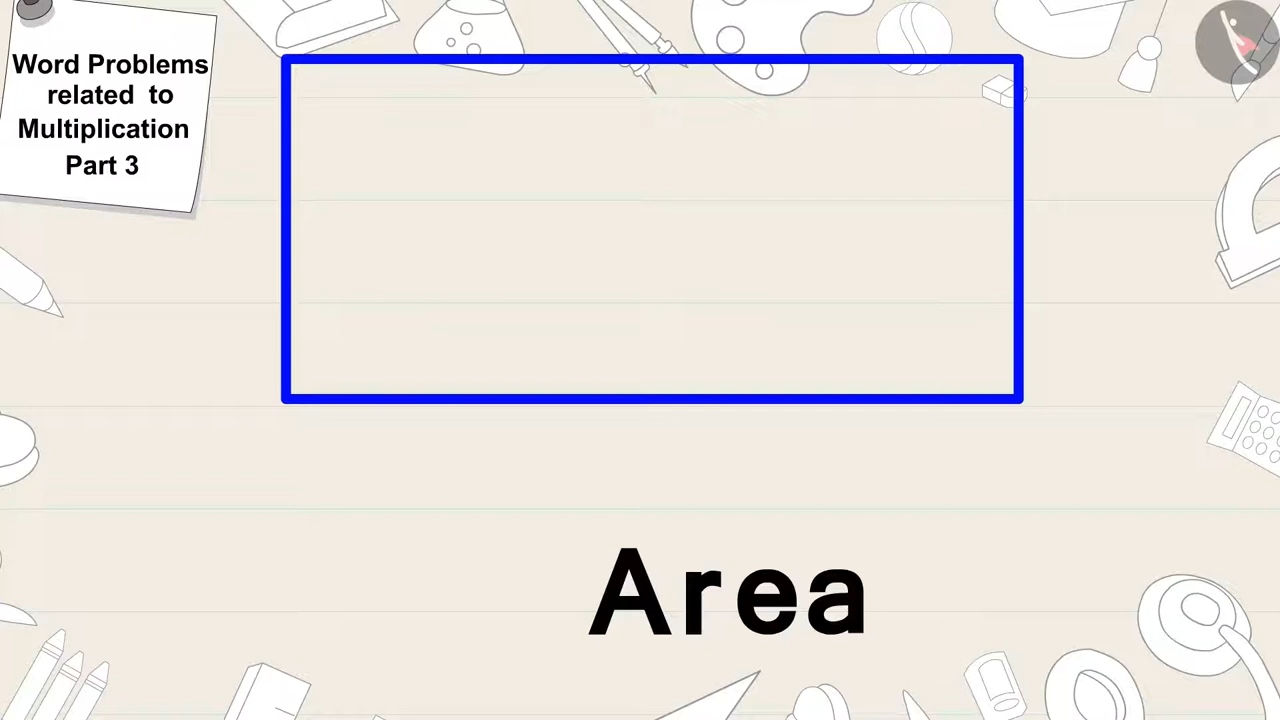 Word Problems
related to
Multiplication
Part 3
Area